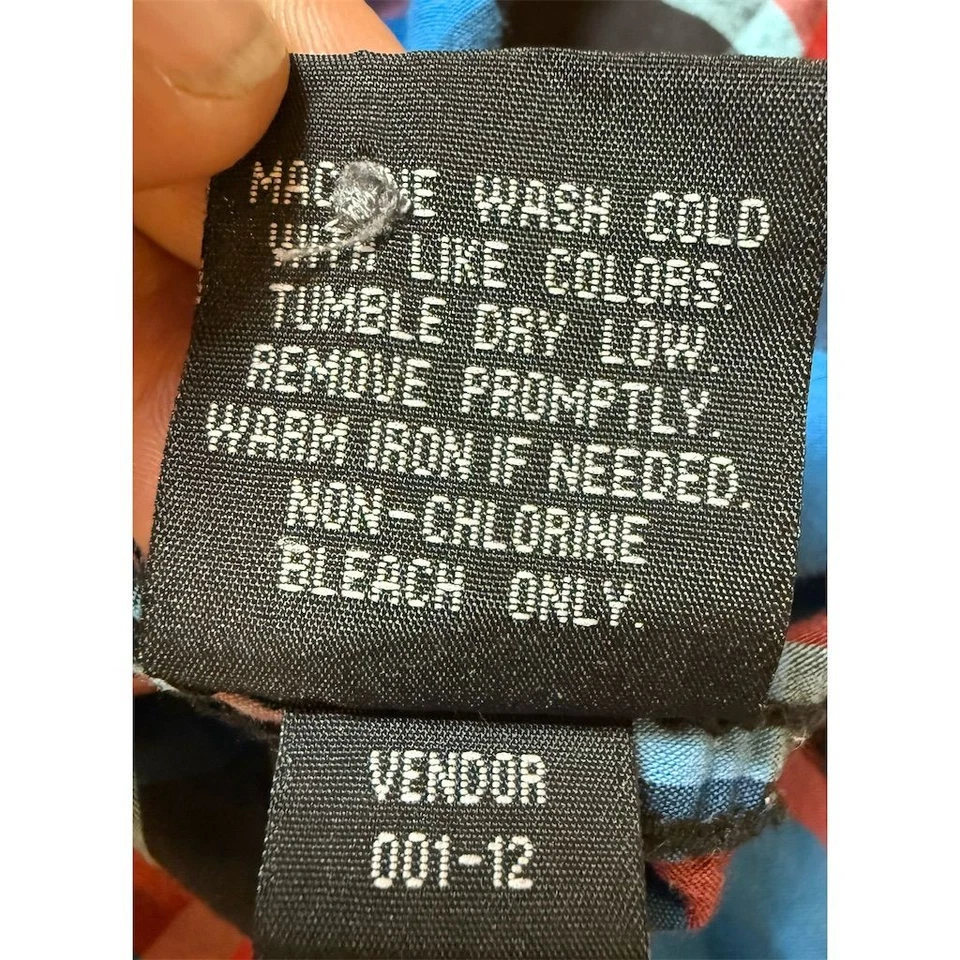 WASH COLD
LIKE COLORS.
TUMBLE DRY LOW.
REMOVE PROMPTLY.
WARM IRON IF NEEDED.
NON-CHLORINE
BLEACH ONLY.
VENDOR
001-12